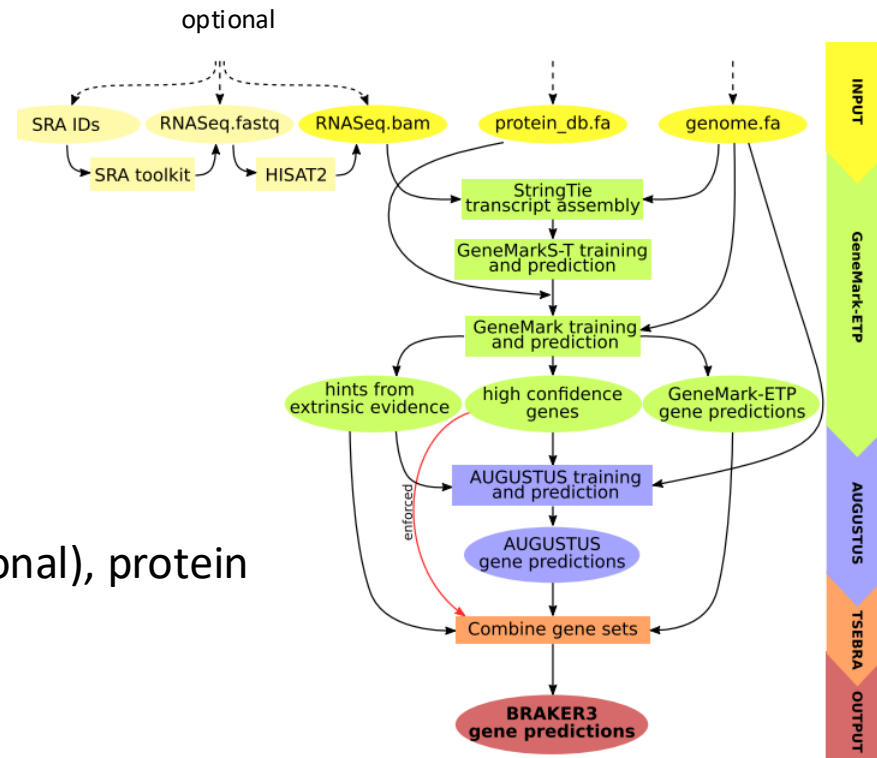 optional
SRA IDs
RNASeq.fastq
RNASeq.bam
protein_db.fa
genome.fa
INPUT
SRA toolkit
HISAT2
StringTie
transcript assembly
GeneMarkS-T training
and prediction
GeneMark-ETP
GeneMark training
and prediction
hints from
extrinsic evidence
high confidence
genes
GeneMark-ETP
gene predictions
enforced
AUGUSTUS training
and prediction
AUGUSTUS
AUGUSTUS
gene predictions
onal), protein
Combine gene sets
TSEBRA
BRAKER3
gene predictions
OUTPUT